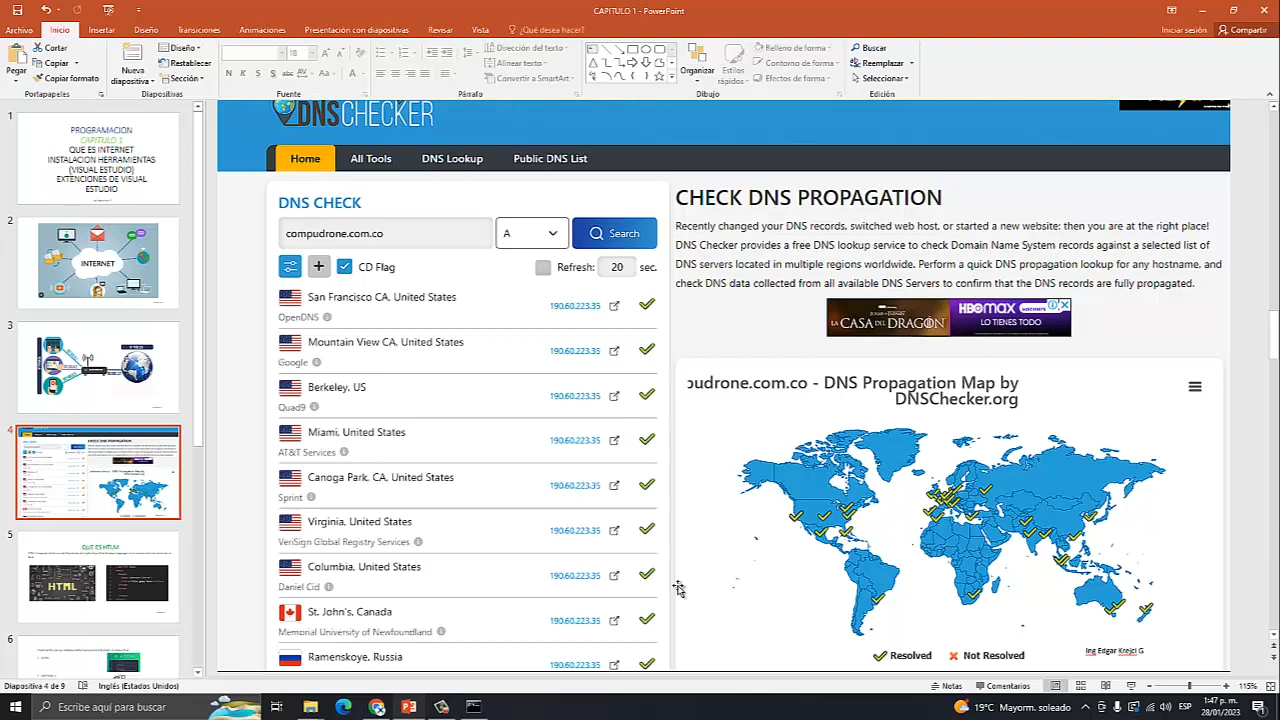 CAPITULO 1 - PowerPoint
Archivo
Inicio
Insertar
Diseño
Transiciones
Animaciones
Presentación con diapositivas
Revisar
Vista
¿Qué desea hacer?
Iniciar sesión
Compartir
Pegar
Cortar
Copiar
Copiar formato
Portapapeles
Nueva
diapositiva
Diseño
Restablecer
Sección
Diapositivas
18
N K S S abc AV Aa A
Fuente
Dirección del texto
Alinear texto
Convertir a SmartArt
Párrafo
Organizar
Estilos
rápidos
Relleno de forma
Contorno de forma
Efectos de forma
Dibujo
Buscar
Reemplazar
Seleccionar
Edición
1
PROGRAMACION
CAPITULO 1
QUE ES INTERNET
INSTALACION HERRAMIENTAS
(VISUAL ESTUDIO)
EXTENCIONES DE VISUAL
ESTUDIO
2
INTERNET
3
4
5
QUE ES HTLM
HTML
6
DNSCHECKER
Home
All Tools
DNS Lookup
Public DNS List
DNS CHECK
compudrone.com.co
A
Search
CD Flag
Refresh: 20 sec.
San Francisco CA, United States
OpenDNS
190.60.223.35
Mountain View CA, United States
Google
190.60.223.35
Berkeley, US
Quad9
190.60.223.35
Miami, United States
AT&T Services
190.60.223.35
Canoga Park, CA, United States
Sprint
190.60.223.35
Virginia, United States
VeriSign Global Registry Services
190.60.223.35
Columbia, United States
Daniel Cid
190.60.223.35
St. John's, Canada
Memorial University of Newfoundland
190.60.223.35
Ramenskoye, Russia
190.60.223.35
CHECK DNS PROPAGATION
Recently changed your DNS records, switched web host, or started a new website: then you are at the right place!
DNS Checker provides a free DNS lookup service to check Domain Name System records against a selected list of
DNS servers located in multiple regions worldwide. Perform a quick DNS propagation lookup for any hostname, and
check DNS data collected from all available DNS Servers to confirm that the DNS records are fully propagated.
LA CASA DEL DRAGÓN
HBOMAX
LO TIENES TODO
pudrone.com.co - DNS Propagation Map by
DNSChecker.org
Resolved
Not Resolved
Ing Edgar Krejci G
Diapositiva 4 de 9
Inglés (Estados Unidos)
Notas
Comentarios
115%
Escribe aquí para buscar
19°C Mayorm. soleado
ESP
1:47 p. m.
28/01/2023